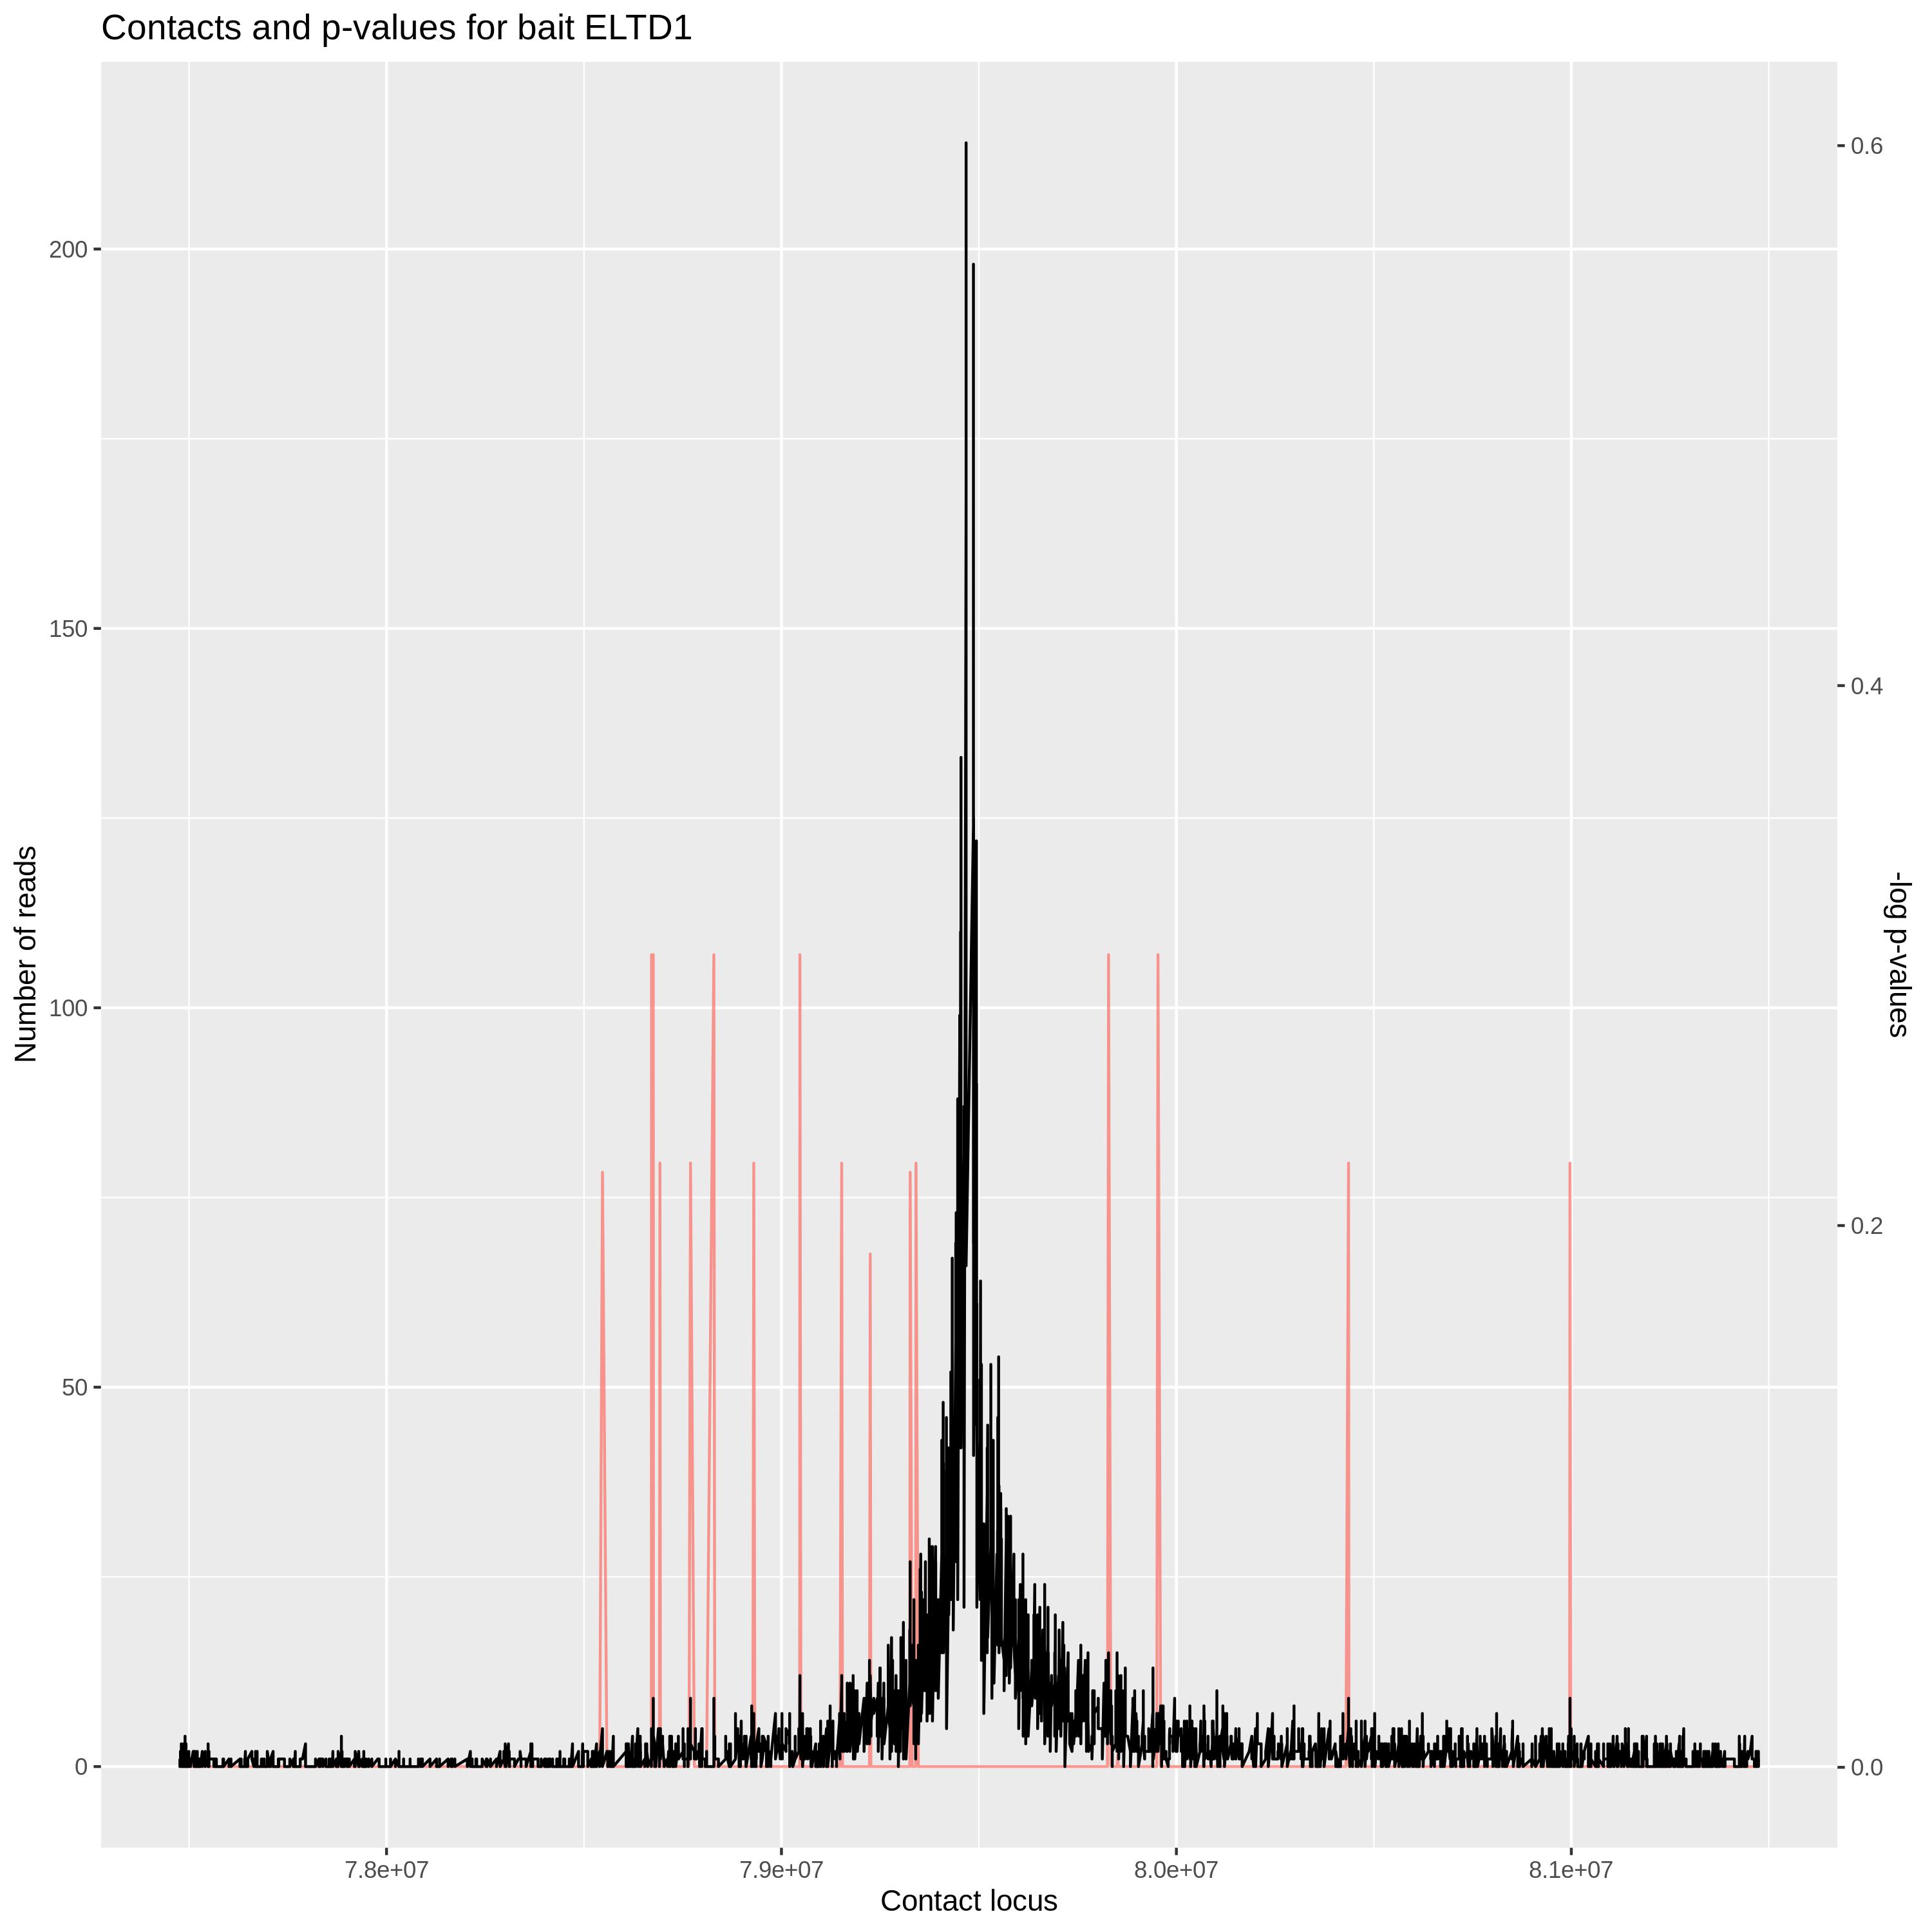 Contacts and p-values for bait ELTD1
200
150
100
50
0
Number of reads
0.6
0.4
0.2
0.0
-log p-values
7.8e+07
7.9e+07
8.0e+07
8.1e+07
Contact locus